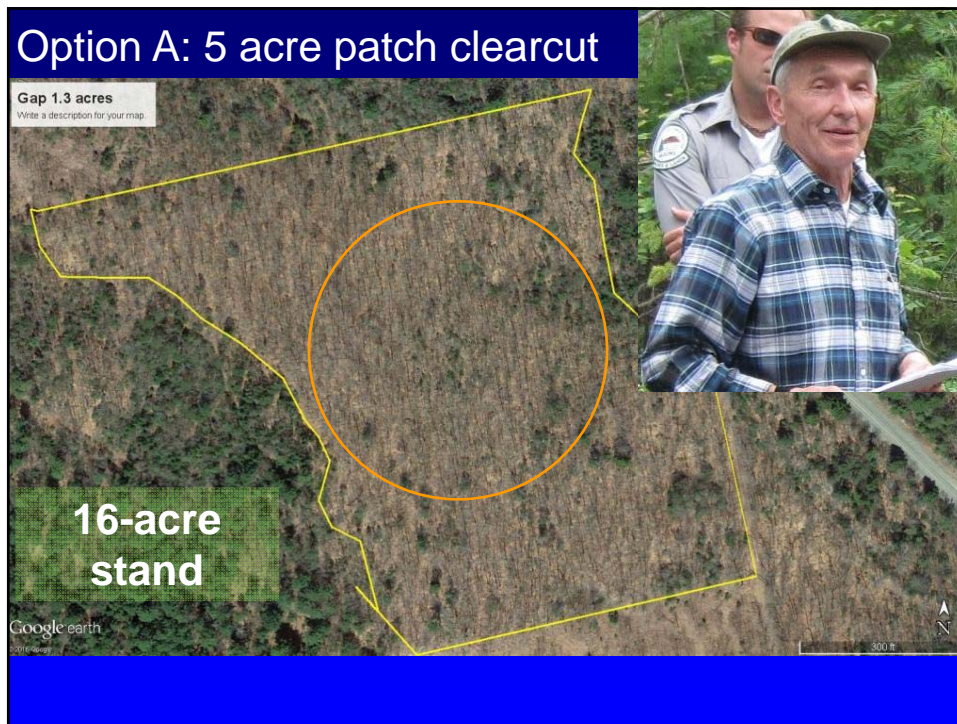 Option A: 5 acre patch clearcut
Gap 1.3 acres
Write a description for your map.
16-acre
stand
Google earth
N
300 ft